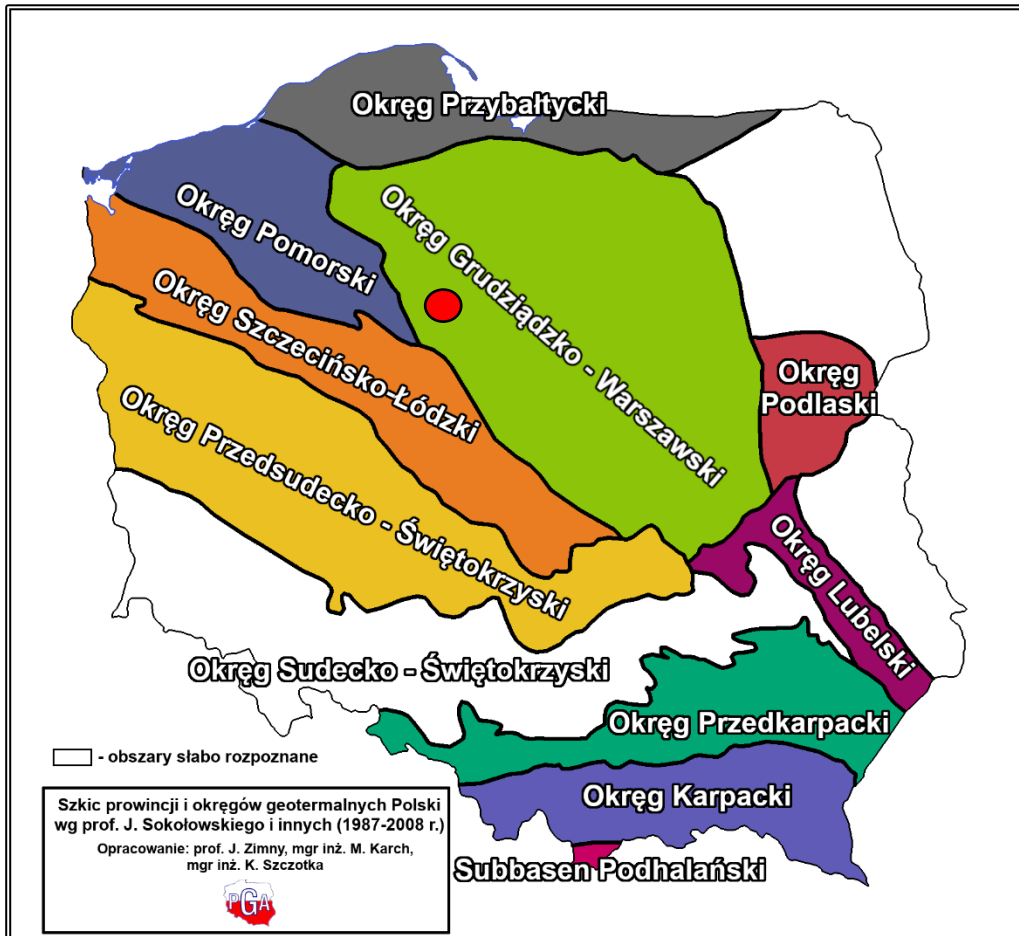 Okręg Przybałtycki
Okręg Pomorski
Okręg Grudziądzko - Warszawski
Okręg Szczecińsko-Łódzki
Okręg
Podlaski
Okręg Przedsudecko - Świętokrzyski
Okręg Lubelski
Okręg Sudecko - Świętokrzyski
Okręg Przedkarpacki
- obszary słabo rozpoznane
Okręg Karpacki
Szkic prowincji i okręgów geotermalnych Polski
wg prof. J. Sokołowskiego i innych (1987-2008 r.)
Opracowanie: prof. J. Zimny, mgr inż. M. Karch,
mgr inż. K. Szczotka
Subbasen Podhalański
PGA